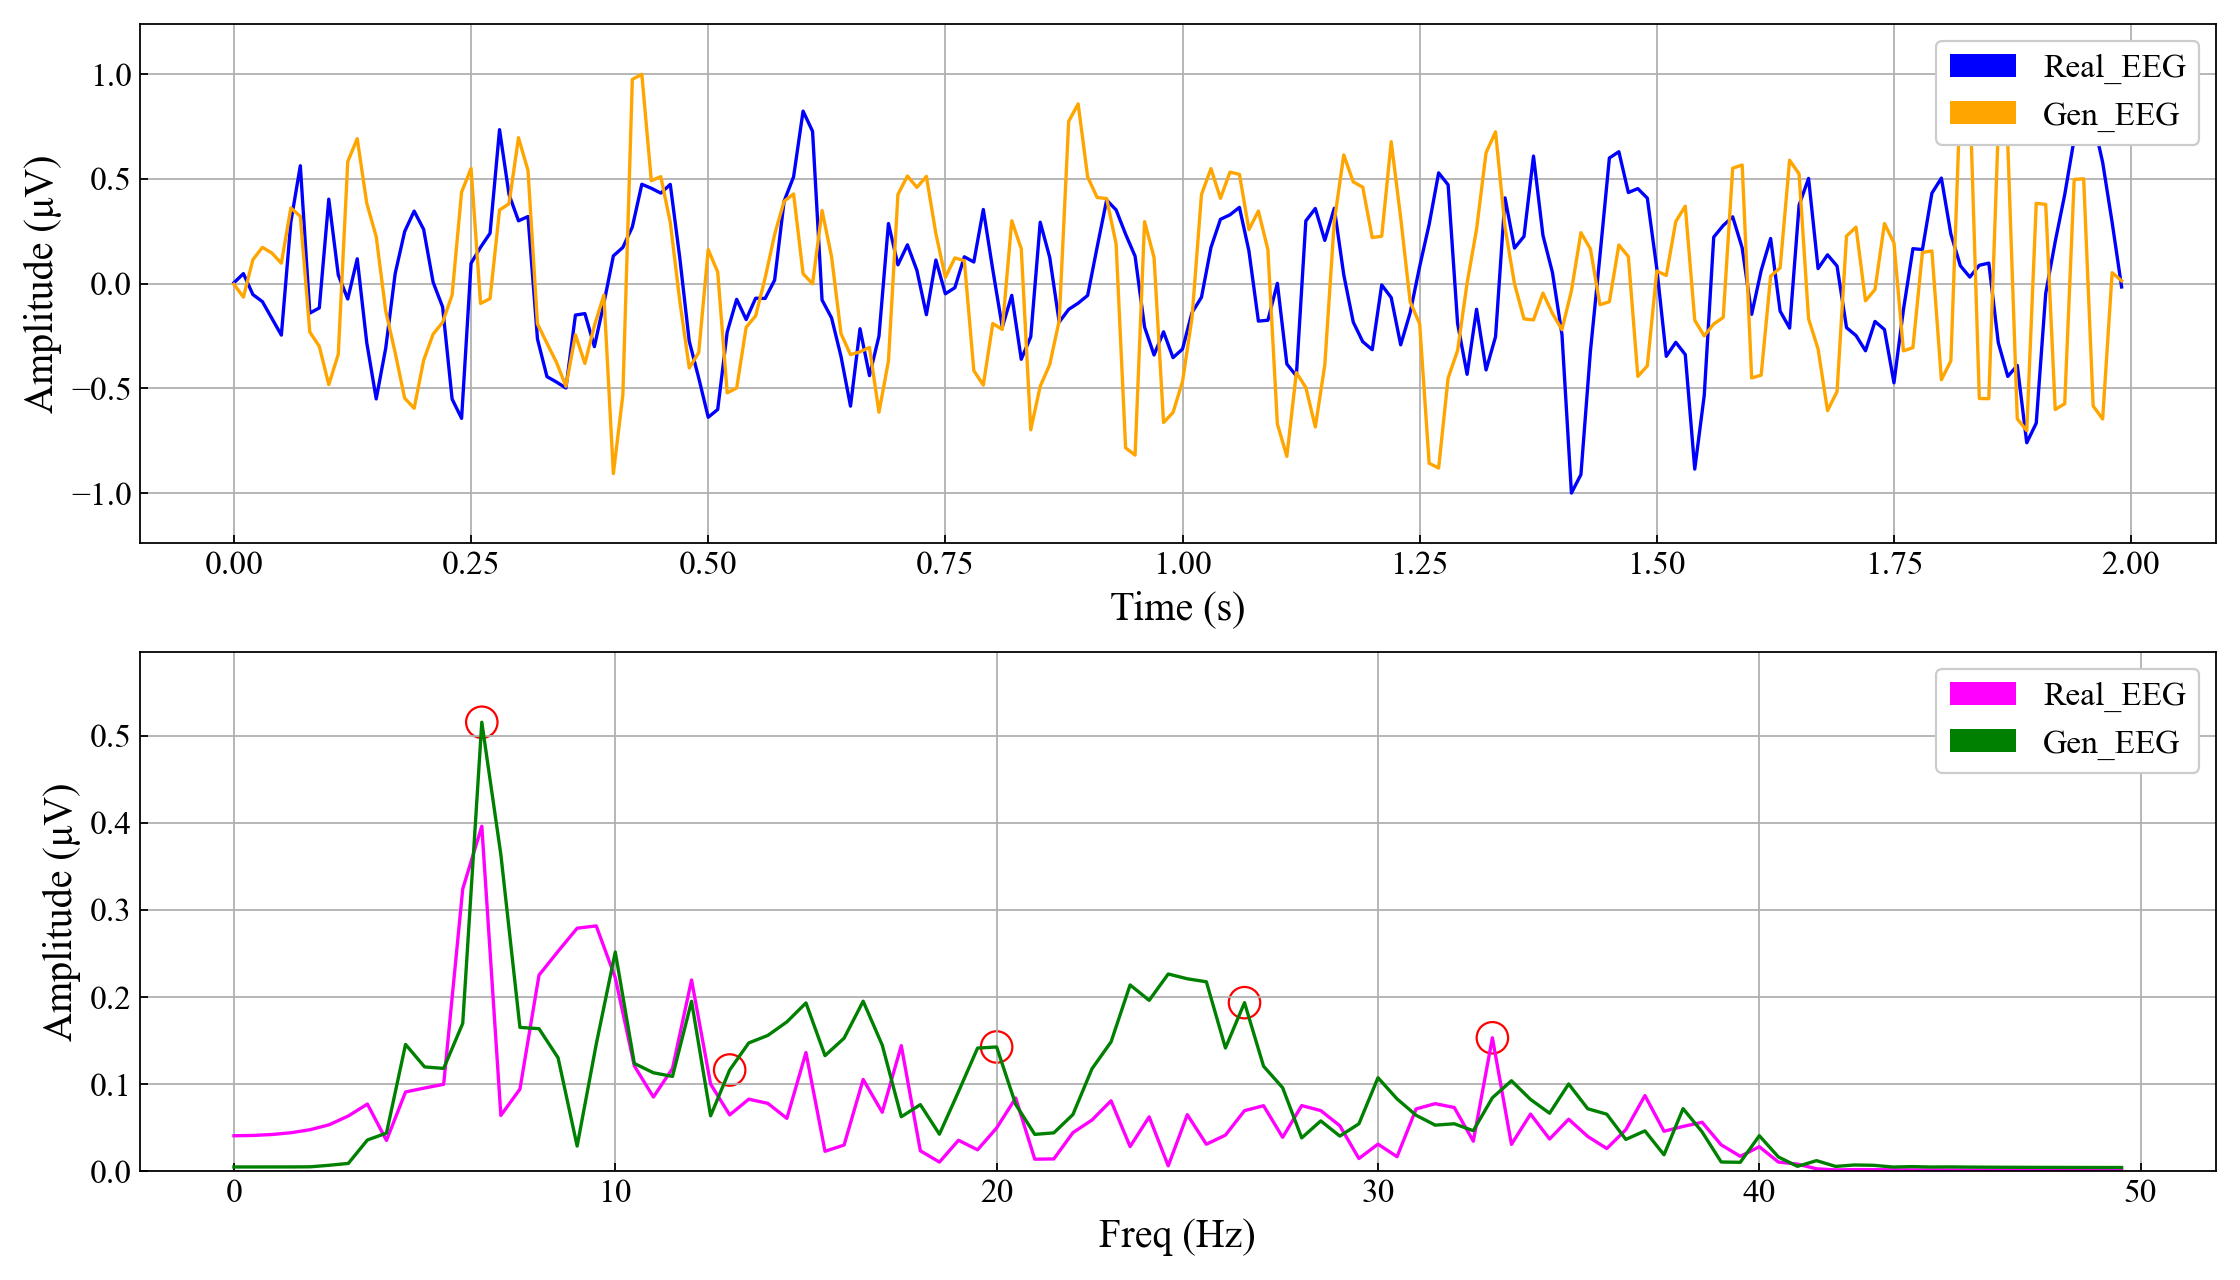 Amplitude (μV)
1.0
0.5
0.0
−0.5
−1.0
Real_EEG
Gen_EEG
0.00 0.25 0.50 0.75 1.00 1.25 1.50 1.75 2.00
Time (s)
Amplitude (μV)
0.5
0.4
0.3
0.2
0.1
0.0
Real_EEG
Gen_EEG
0 10 20 30 40 50
Freq (Hz)